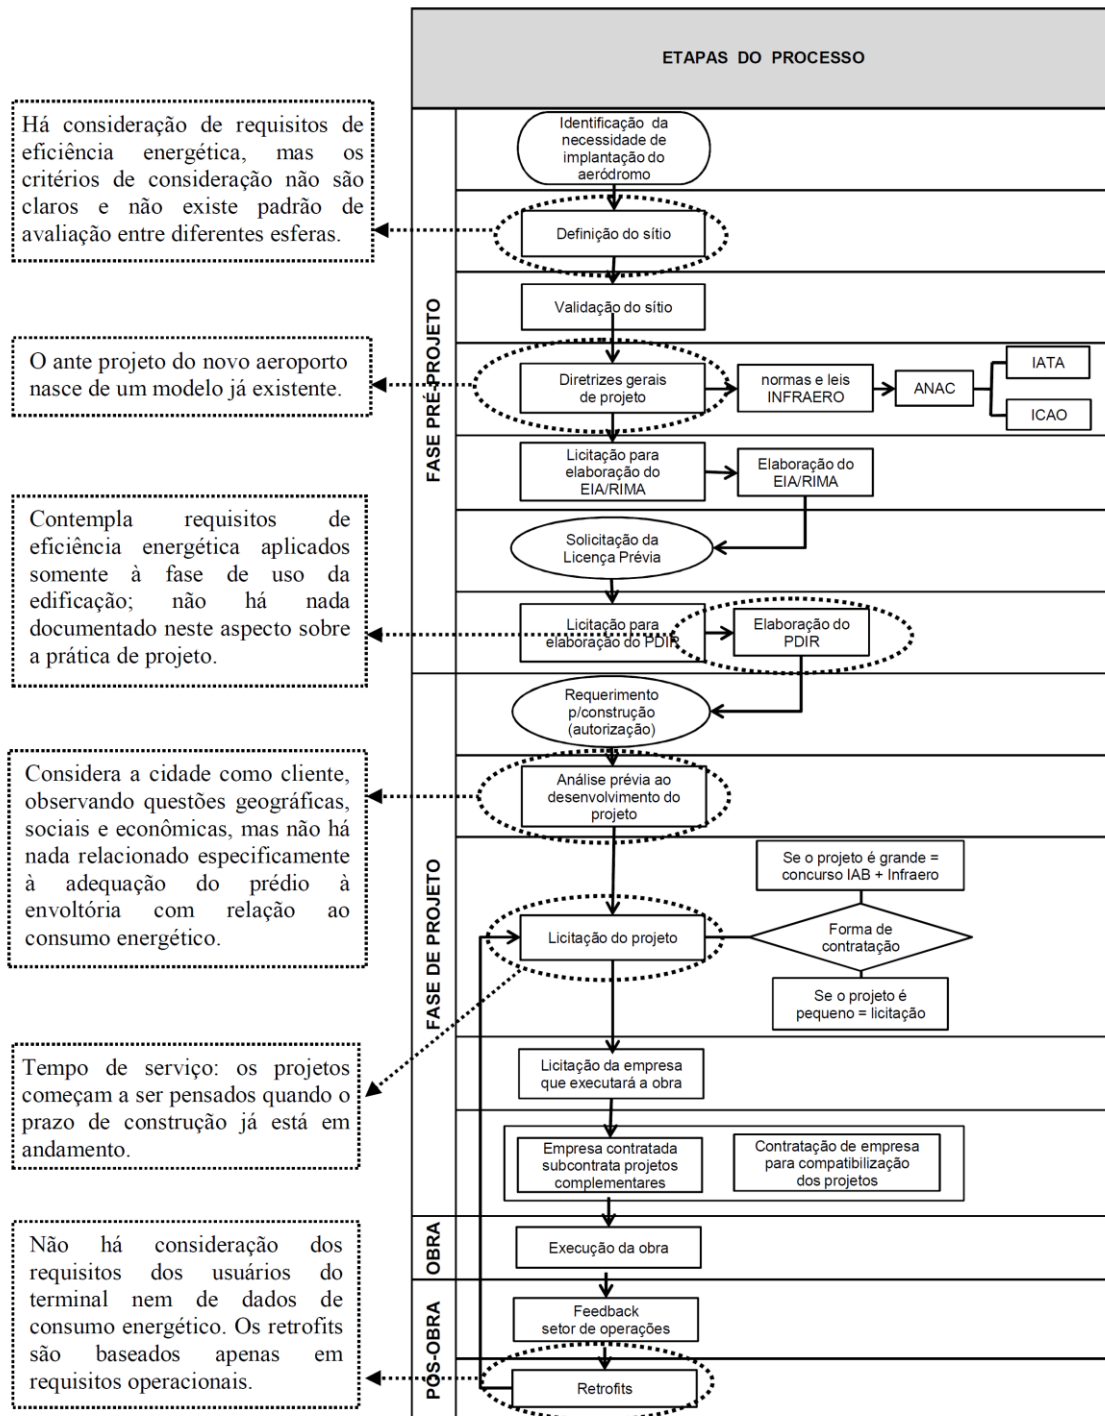 ETAPAS DO PROCESSO
Há consideração de requisitos de
eficiência energética, mas os
critérios de consideração não são
claros e não existe padrão de
avaliação entre diferentes esferas.
Identificação da
necessidade de
implantação do
aeródromo
Definição do sítio
Validação do sítio
FASE PRÉ-PROJETO
O ante projeto do novo aeroporto
nasce de um modelo já existente.
Diretrizes gerais
de projeto
normas e leis
INFRAERO
ANAC
IATA
ICAO
Licitação para
elaboração do
EIA/RIMA
Elaboração do
EIA/RIMA
Contempla requisitos de
eficiência energética aplicados
somente à fase de uso da
edificação; não há nada
documentado neste aspecto sobre
a prática de projeto.
Solicitação da
Licença Prévia
Licitação para
elaboração do PDIR
Elaboração do
PDIR
Requerimento
p/construção
(autorização)
FASE DE PROJETO
Considera a cidade como cliente,
observando questões geográficas,
sociais e econômicas, mas não há
nada relacionado especificamente
à adequação do prédio à
envoltória com relação ao
consumo energético.
Análise prévia ao
desenvolvimento do
projeto
Se o projeto é grande =
concurso IAB + Infraero
Licitação do projeto
Forma de
contratação
Se o projeto é
pequeno = licitação
Tempo de serviço: os projetos
começam a ser pensados quando o
prazo de construção já está em
andamento.
Licitação da empresa
que executará a obra
Empresa contratada
subcontrata projetos
complementares
Contratação de empresa
para compatibilização
dos projetos
OBRA
Execução da obra
PÓS-OBRA
Não há consideração dos
requisitos dos usuários do
terminal nem de dados de
consumo energético. Os retrofits
são baseados apenas em
requisitos operacionais.
Feedback
setor de operações
Retrofits